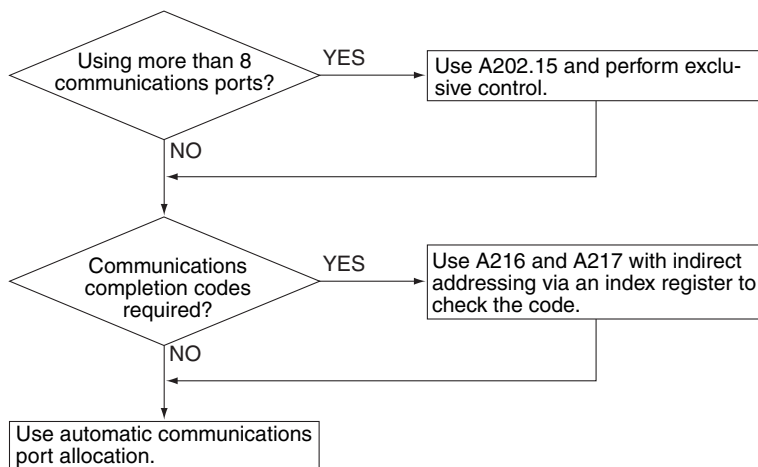 Using more than 8
communications ports?
YES
Use A202.15 and perform exclu-
sive control.
NO
Communications
completion codes
required?
YES
Use A216 and A217 with indirect
addressing via an index register to
check the code.
NO
Use automatic communications
port allocation.